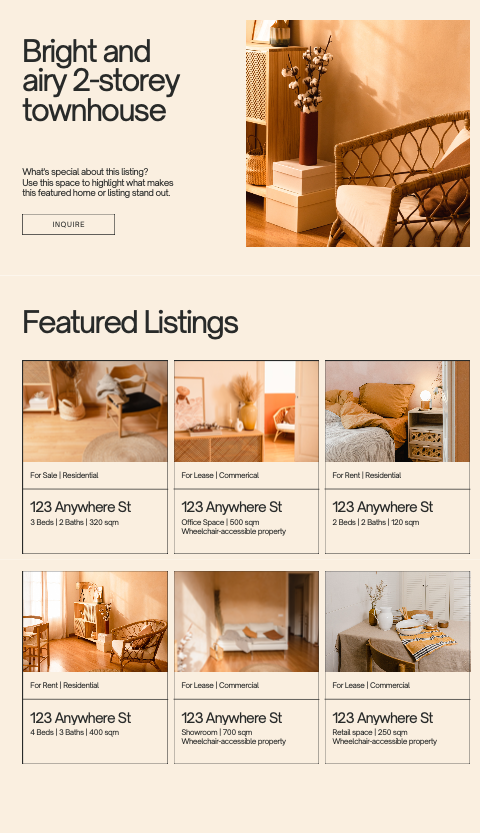 Bright and
airy 2-storey
townhouse
What's special about this listing?
Use this space to highlight what makes
this featured home or listing stand out.
INQUIRE
Featured Listings
For Sale | Residential
123 Anywhere St
3 Beds | 2 Baths | 320 sqm
For Lease | Commerical
123 Anywhere St
Office Space | 500 sqm
Wheelchair-accessible property
For Rent | Residential
123 Anywhere St
2 Beds | 2 Baths | 120 sqm
For Rent | Residential
123 Anywhere St
4 Beds | 3 Baths | 400 sqm
For Lease | Commercial
123 Anywhere St
Showroom | 700 sqm
Wheelchair-accessible property
For Lease | Commercial
123 Anywhere St
Retail space | 250 sqm
Wheelchair-accessible property